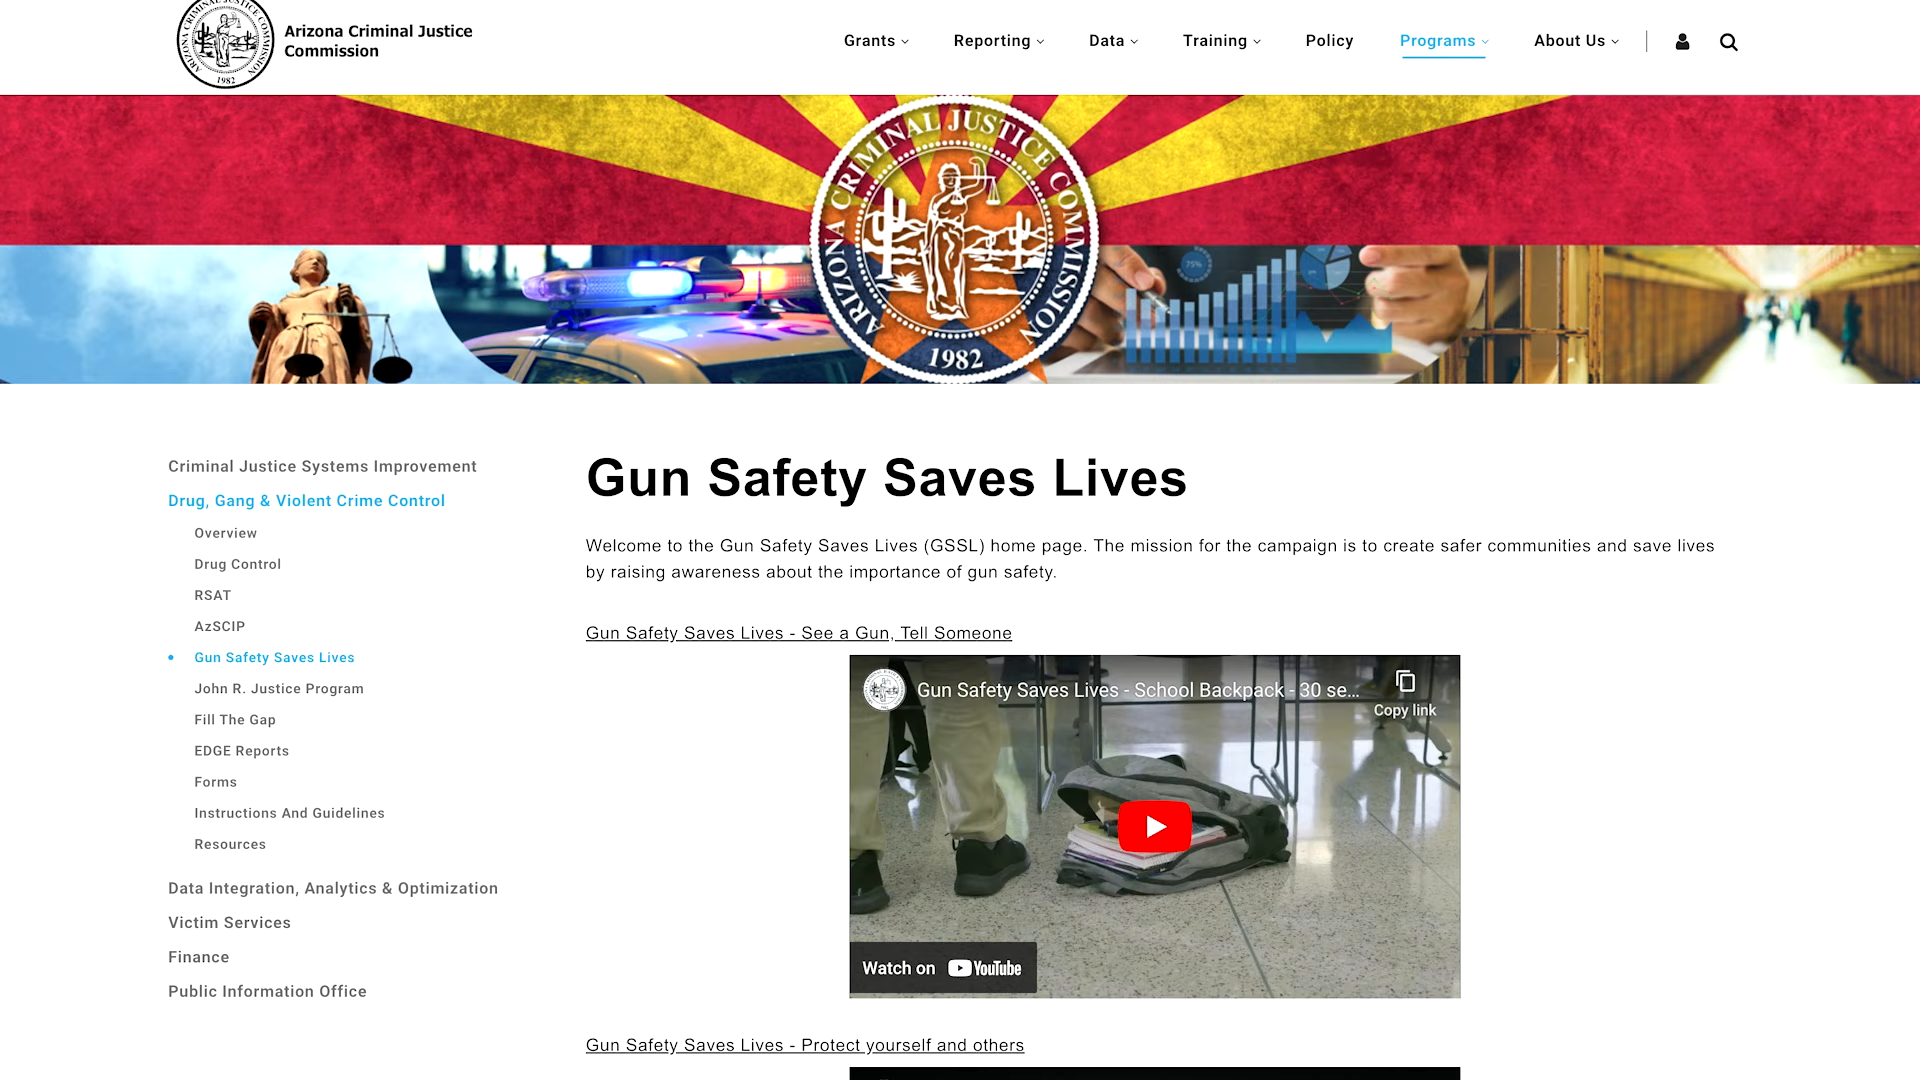 ARIZONA CRIMINAL JUSTICE COMMISSION
1982
Arizona Criminal Justice
Commission
Grants
Reporting
Data
Training
Policy
Programs
About Us
ARIZONA CRIMINAL JUSTICE COMMISSION
1982
75%
Criminal Justice Systems Improvement
Drug, Gang & Violent Crime Control
Overview
Drug Control
RSAT
AzSCIP
Gun Safety Saves Lives
John R. Justice Program
Fill The Gap
EDGE Reports
Forms
Instructions And Guidelines
Resources
Data Integration, Analytics & Optimization
Victim Services
Finance
Public Information Office
Gun Safety Saves Lives
Welcome to the Gun Safety Saves Lives (GSSL) home page. The mission for the campaign is to create safer communities and save lives
by raising awareness about the importance of gun safety.
Gun Safety Saves Lives - See a Gun, Tell Someone
Gun Safety Saves Lives - School Backpack - 30 se...
Copy link
Watch on YouTube
Gun Safety Saves Lives - Protect yourself and others